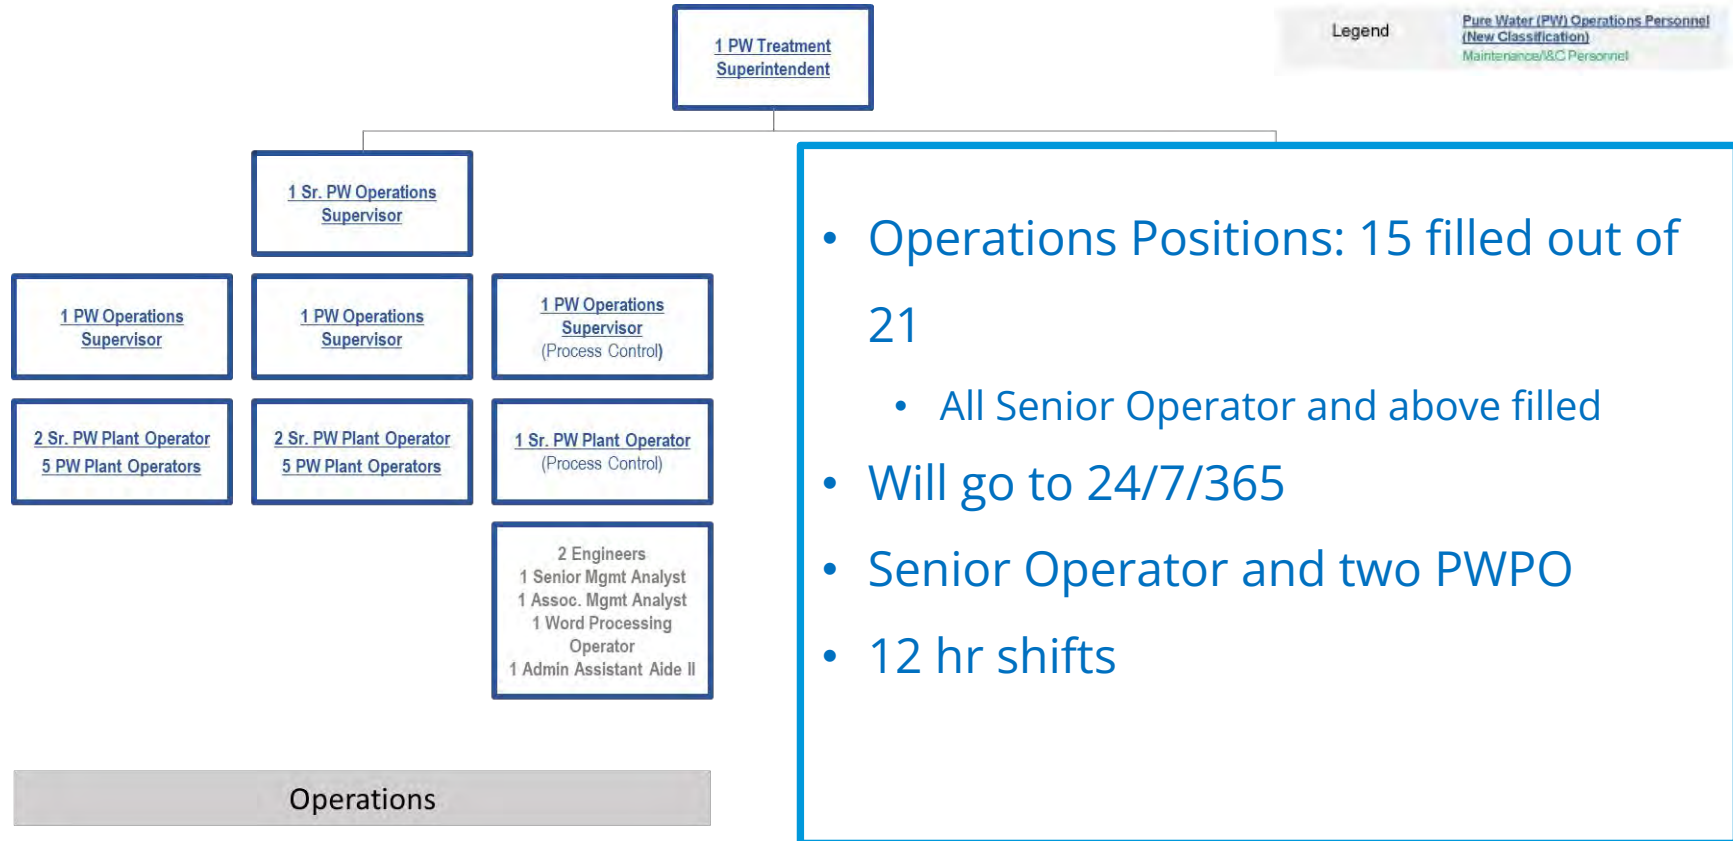 1 PW Treatment
Superintendent
Legend
Pure Water (PW) Operations Personnel
(New Classification)
Maintenance/I&C Personnel
1 Sr. PW Operations
Supervisor
1 PW Operations
Supervisor
1 PW Operations
Supervisor
1 PW Operations
Supervisor
(Process Control)
2 Sr. PW Plant Operator
5 PW Plant Operators
2 Sr. PW Plant Operator
5 PW Plant Operators
1 Sr. PW Plant Operator
(Process Control)
2 Engineers
1 Senior Mgmt Analyst
1 Assoc. Mgmt Analyst
1 Word Processing
Operator
1 Admin Assistant Aide II
Operations
• Operations Positions: 15 filled out of
21
• All Senior Operator and above filled
• Will go to 24/7/365
• Senior Operator and two PWPO
• 12 hr shifts